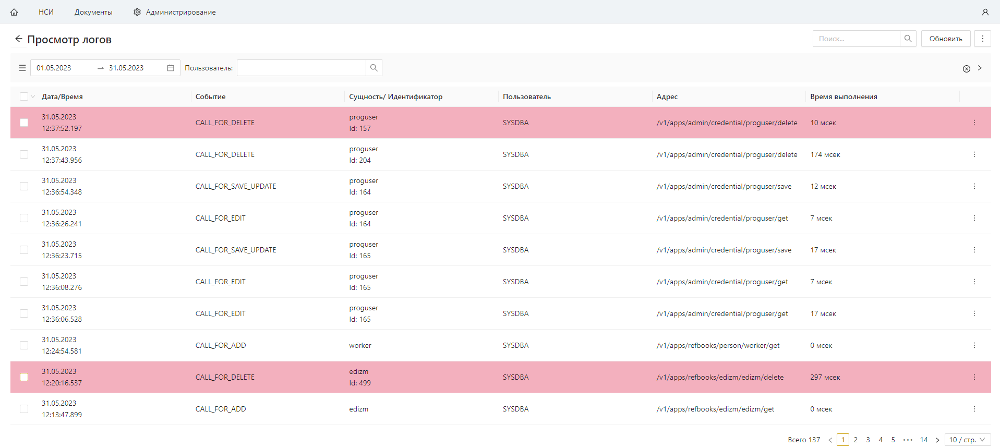 НСИ Документы Администрирование
Просмотр логов Поиск... Обновить
01.05.2023 31.05.2023 Пользователь:
Дата/Время Событие Сущность/ Идентификатор Пользователь Адрес Время выполнения
31.05.2023 12:37:52.197 CALL_FOR_DELETE proguser Id: 157 SYSDBA /v1/apps/admin/credential/proguser/delete 10 мсек
31.05.2023 12:37:43.956 CALL_FOR_DELETE proguser Id: 204 SYSDBA /v1/apps/admin/credential/proguser/delete 174 мсек
31.05.2023 12:36:54.348 CALL_FOR_SAVE_UPDATE proguser Id: 164 SYSDBA /v1/apps/admin/credential/proguser/save 12 мсек
31.05.2023 12:36:26.241 CALL_FOR_EDIT proguser Id: 164 SYSDBA /v1/apps/admin/credential/proguser/get 7 мсек
31.05.2023 12:36:23.715 CALL_FOR_SAVE_UPDATE proguser Id: 165 SYSDBA /v1/apps/admin/credential/proguser/save 17 мсек
31.05.2023 12:36:08.276 CALL_FOR_EDIT proguser Id: 165 SYSDBA /v1/apps/admin/credential/proguser/get 7 мсек
31.05.2023 12:36:06.528 CALL_FOR_EDIT proguser Id: 165 SYSDBA /v1/apps/admin/credential/proguser/get 17 мсек
31.05.2023 12:24:54.581 CALL_FOR_ADD worker SYSDBA /v1/apps/refbooks/person/worker/get 0 мсек
31.05.2023 12:20:16.537 CALL_FOR_DELETE edizm Id: 499 SYSDBA /v1/apps/refbooks/edizm/edizm/delete 297 мсек
31.05.2023 12:13:47.899 CALL_FOR_ADD edizm SYSDBA /v1/apps/refbooks/edizm/edizm/get 0 мсек
Всего 137 < 1 2 3 4 5 ••• 14 > 10 / стр.